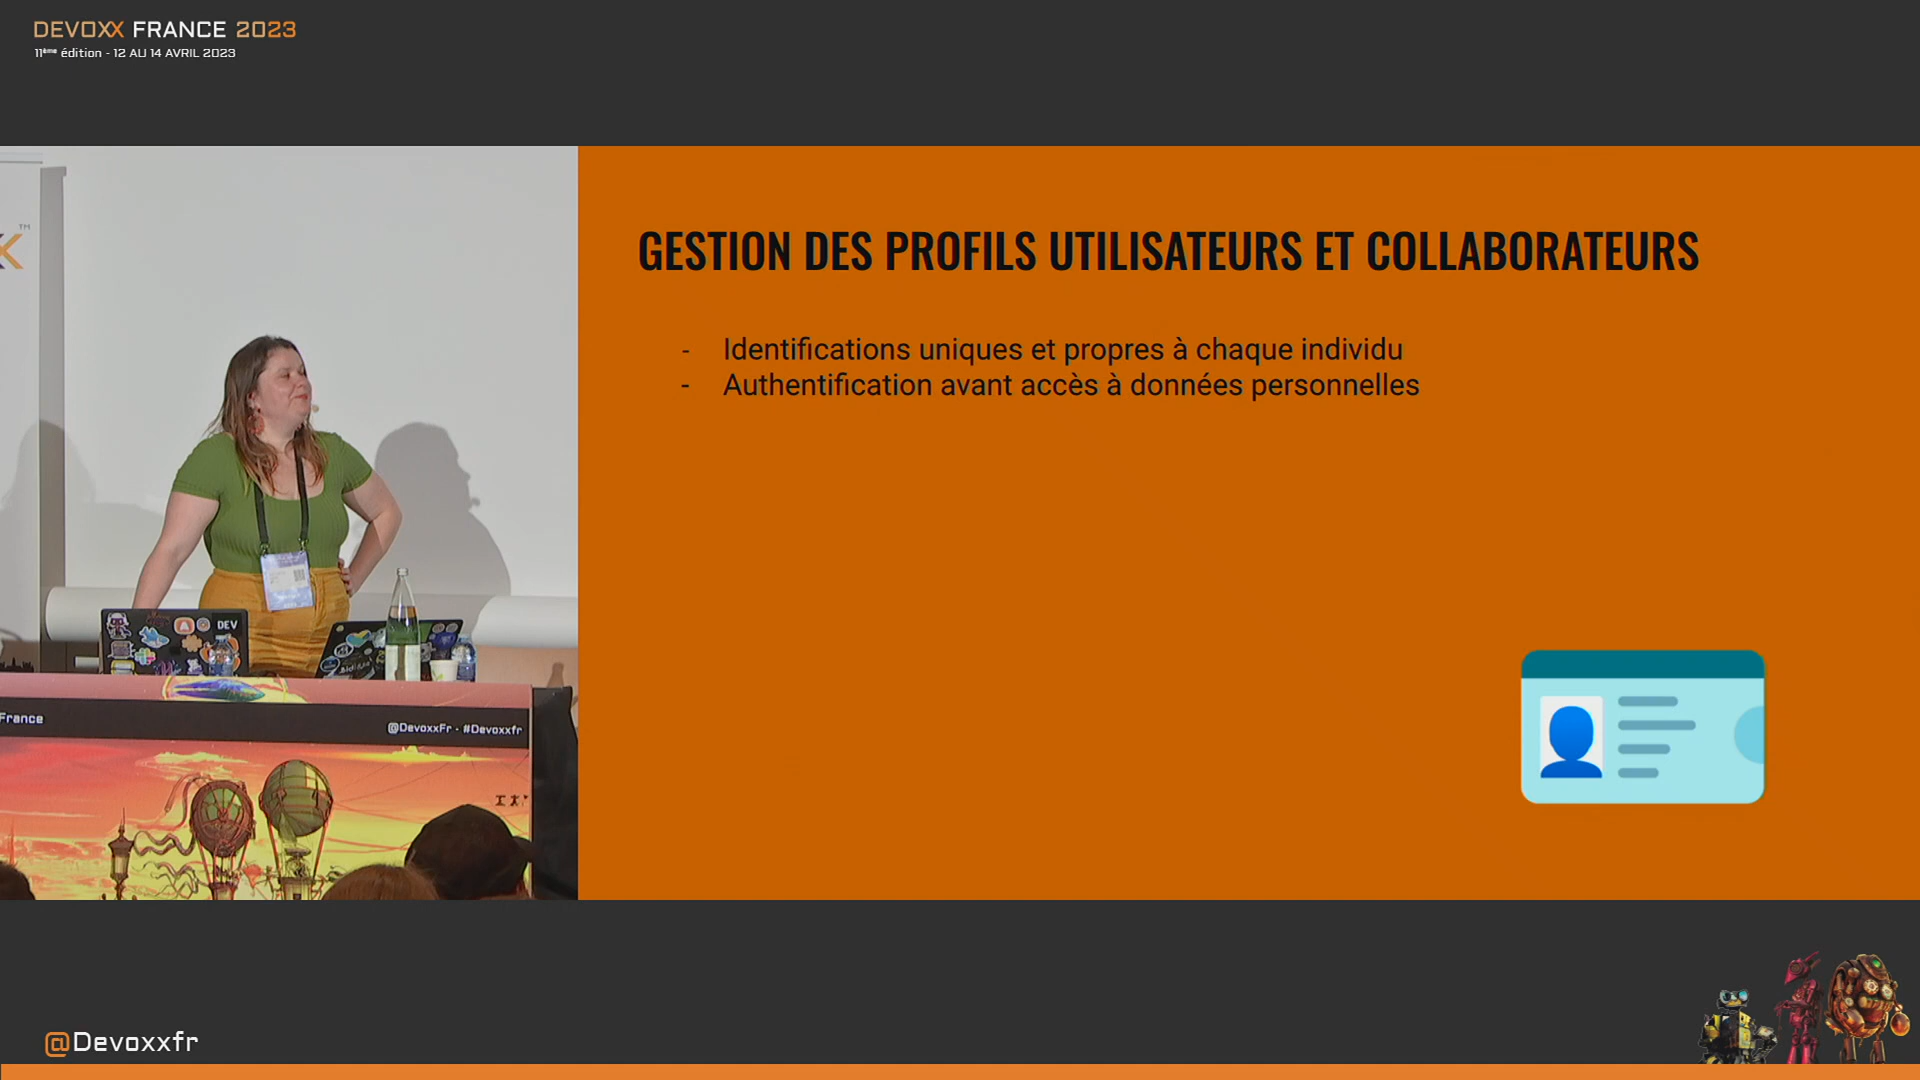 DEVOXX FRANCE 2023
11ème édition - 12 AU 14 AVRIL 2023
TM
X
GESTION DES PROFILS UTILISATEURS ET COLLABORATEURS
- Identifications uniques et propres à chaque individu
- Authentification avant accès à données personnelles
DEV
France
@DevoxxFr - #Devoxxfr
@Devoxxfr